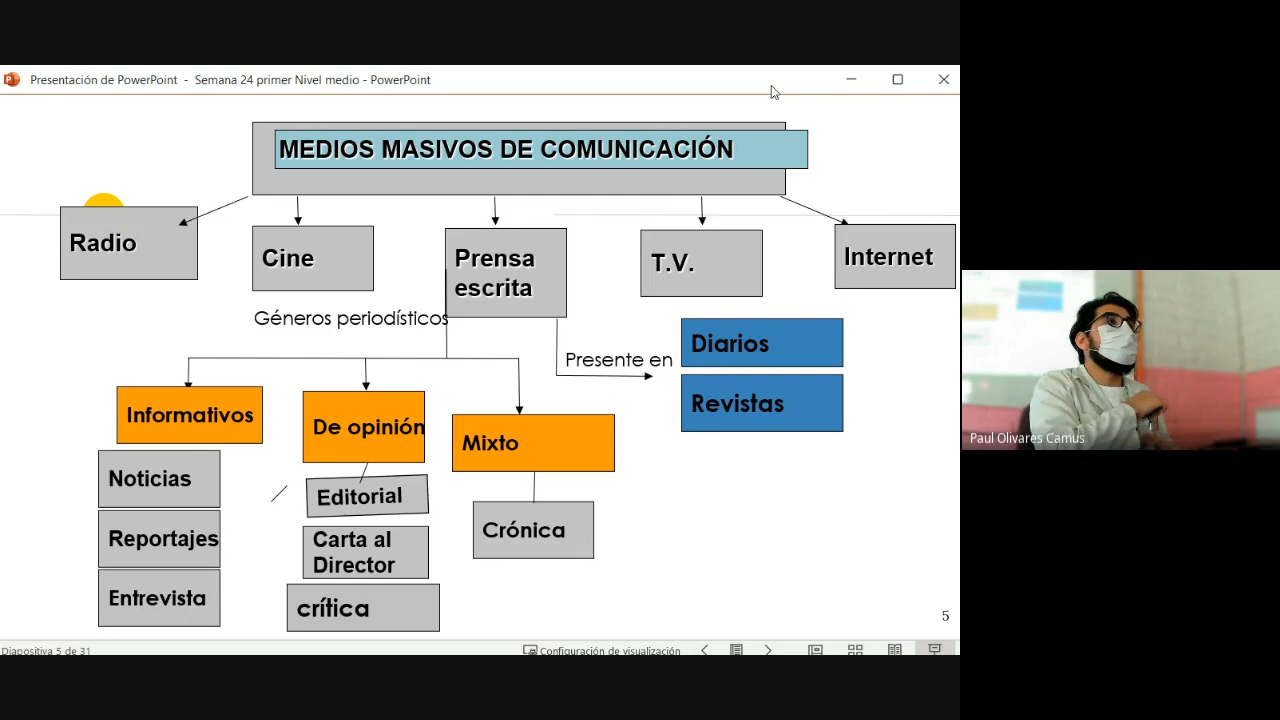 Presentación de PowerPoint - Semana 24 primer Nivel medio - PowerPoint
MEDIOS MASIVOS DE COMUNICACIÓN
Radio
Cine
Prensa
escrita
T.V.
Internet
Géneros periodísticos
Presente en
Diarios
Revistas
Informativos
De opinión
Mixto
Noticias
Reportajes
Entrevista
Editorial
Carta al
Director
crítica
Crónica
5
Paul Olivares Camus
Diapositiva 5 de 31
Configuración de visualización